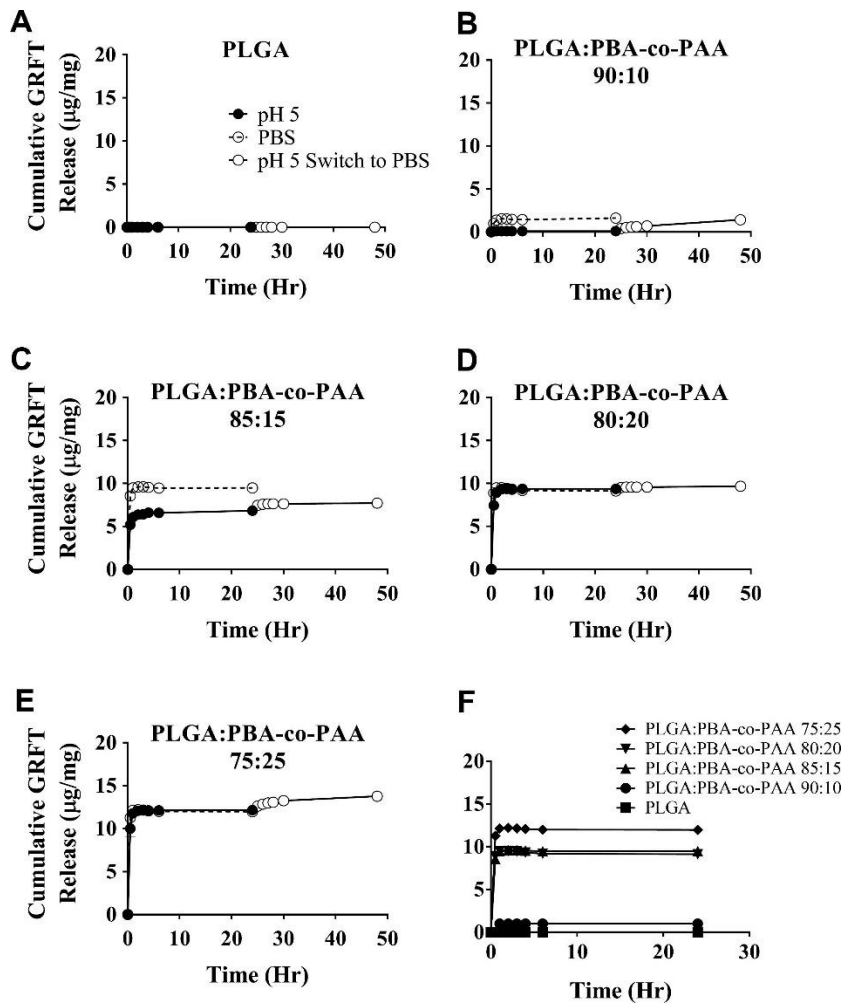 A
PLGA
Cumulative GRFT
Release (µg/mg)
20
15
10
5
0
pH 5
PBS
pH 5 Switch to PBS
0 10 20 30 40 50
Time (Hr)
B
PLGA:PBA-co-PAA
90:10
20
15
10
5
0
0 10 20 30 40 50
Time (Hr)
C
PLGA:PBA-co-PAA
85:15
Cumulative GRFT
Release (µg/mg)
20
15
10
5
0
0 10 20 30 40 50
Time (Hr)
D
PLGA:PBA-co-PAA
80:20
20
15
10
5
0
0 10 20 30 40 50
Time (Hr)
E
PLGA:PBA-co-PAA
75:25
Cumulative GRFT
Release (µg/mg)
20
15
10
5
0
0 10 20 30 40 50
Time (Hr)
F
PLGA:PBA-co-PAA 75:25
PLGA:PBA-co-PAA 80:20
PLGA:PBA-co-PAA 85:15
PLGA:PBA-co-PAA 90:10
PLGA
20
15
10
5
0
0 10 20 30
Time (Hr)